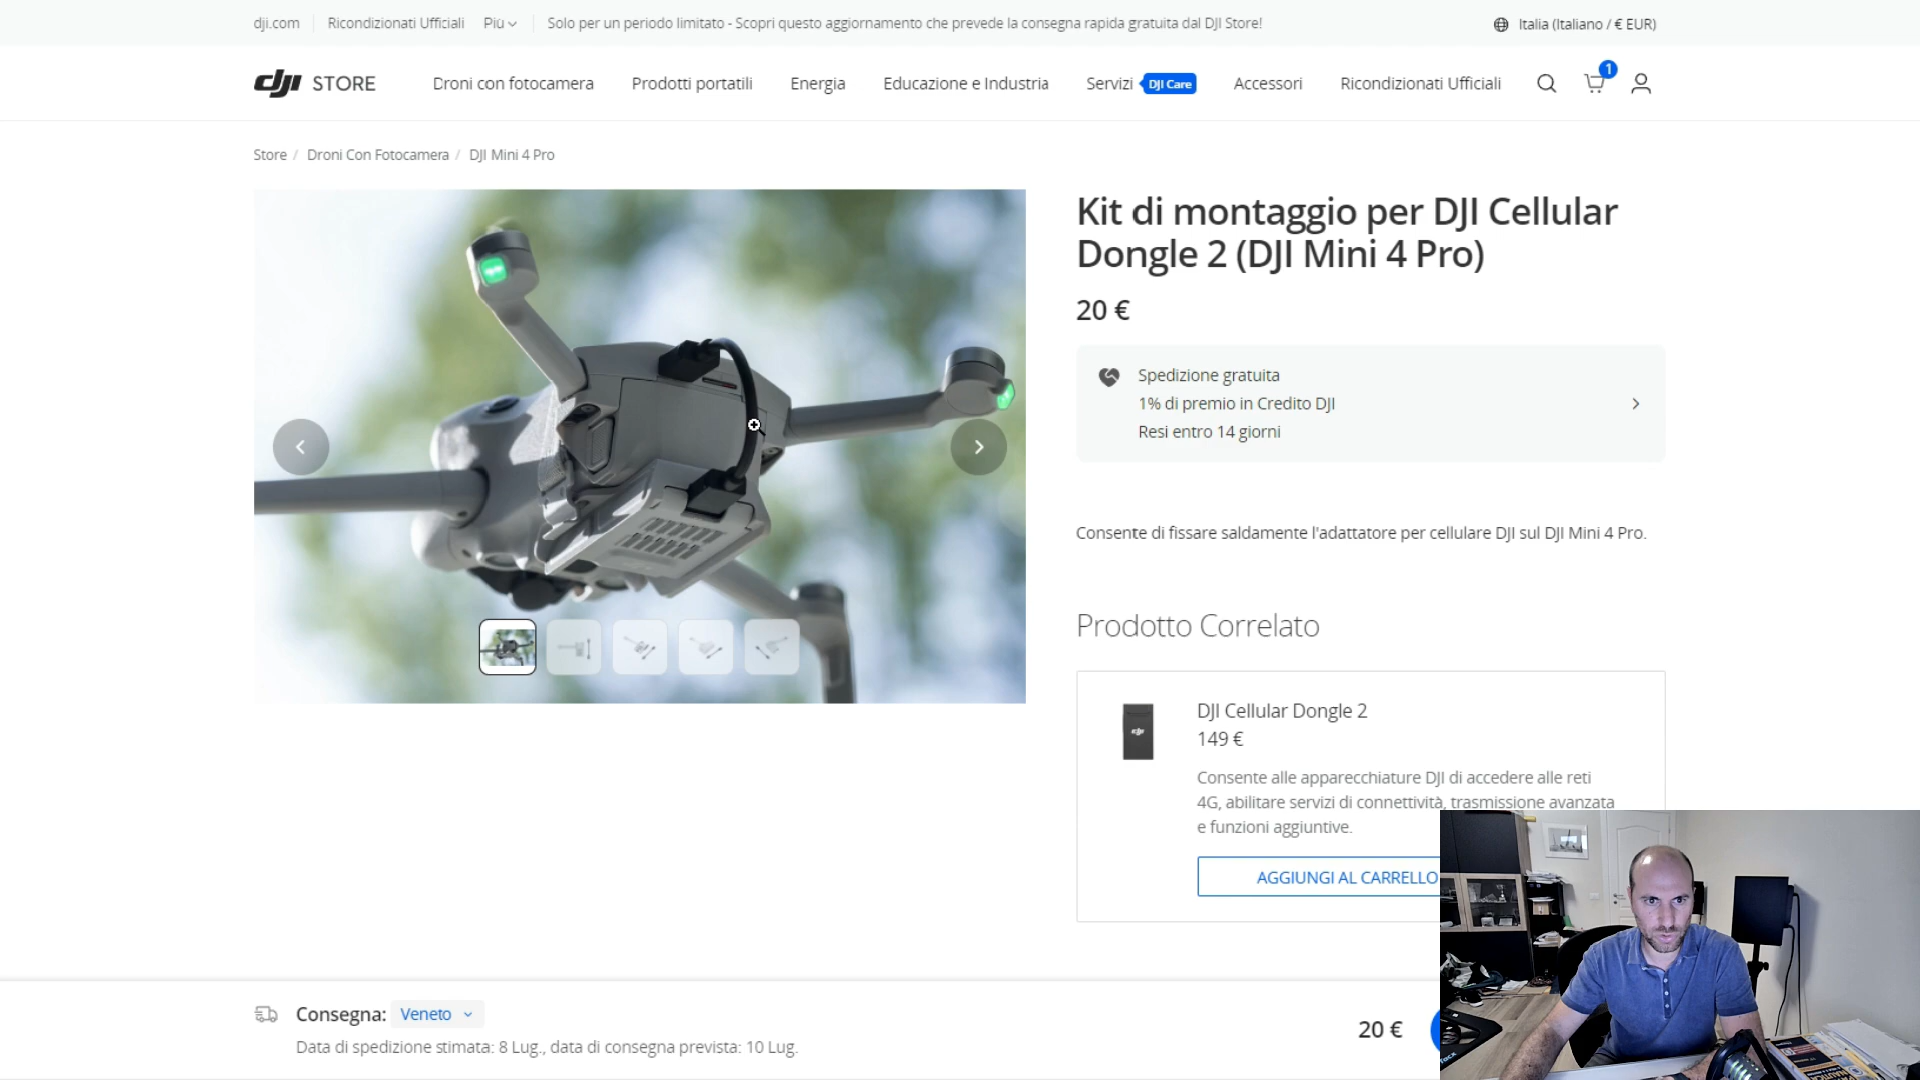 dji.com
Ricondizionati Ufficiali
Più
Solo per un periodo limitato - Scopri questo aggiornamento che prevede la consegna rapida gratuita dal DJI Store!
Italia (Italiano / € EUR)
dji STORE
Droni con fotocamera
Prodotti portatili
Energia
Educazione e Industria
Servizi
DJI Care
Accessori
Ricondizionati Ufficiali
1
Store / Droni Con Fotocamera / DJI Mini 4 Pro
Kit di montaggio per DJI Cellular
Dongle 2 (DJI Mini 4 Pro)
20 €
Spedizione gratuita
1% di premio in Credito DJI
Resi entro 14 giorni
Consente di fissare saldamente l'adattatore per cellulare DJI sul DJI Mini 4 Pro.
Prodotto Correlato
dji
DJI Cellular Dongle 2
149 €
Consente alle apparecchiature DJI di accedere alle reti
4G, abilitare servizi di connettività, trasmissione avanzata
e funzioni aggiuntive.
AGGIUNGI AL CARRELLO
Consegna: Veneto
Data di spedizione stimata: 8 Lug., data di consegna prevista: 10 Lug.
20 €